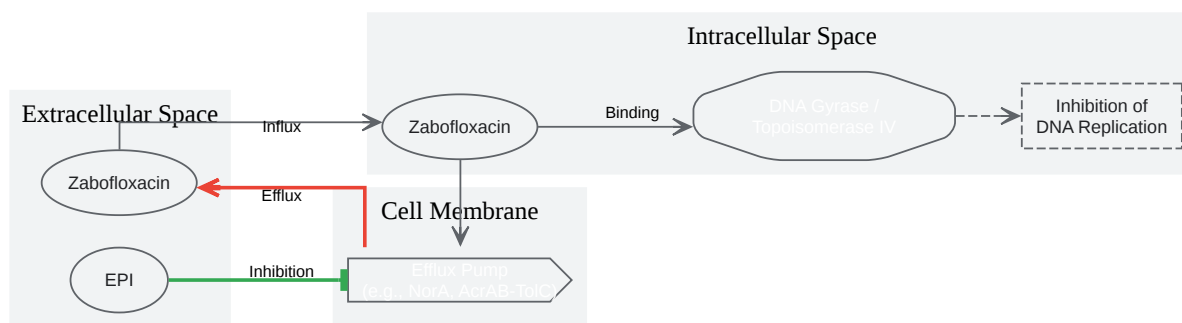 Intracellular Space
Extracellular Space
Influx
Zabofloxacin
Binding
DNA Gyrase /
Topoisomerase IV
Inhibition of
DNA Replication
Zabofloxacin
Efflux
Cell Membrane
EPI
Inhibition
Efflux Pump
(e.g., NorA, AcrAB-TolC)